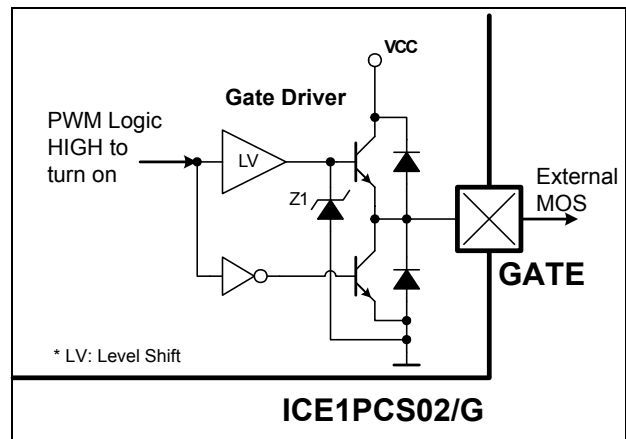 VCC
Gate Driver
PWM Logic
HIGH to
turn on
LV
Z1
External
MOS
GATE
* LV: Level Shift
ICE1PCS02/G